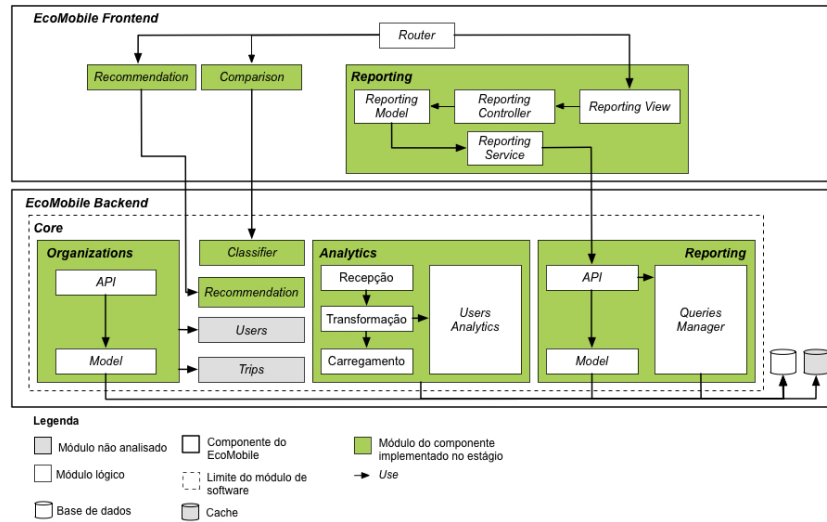 EcoMobile Frontend
Router
Recommendation
Comparison
Reporting
Reporting
Model
Reporting
Controller
Reporting View
Reporting
Service
EcoMobile Backend
Core
Organizations
API
Model
Classifier
Recommendation
Users
Trips
Analytics
Recepção
Transformação
Carregamento
Users
Analytics
Reporting
API
Model
Queries
Manager
Legenda
Módulo não analisado
Componente do
EcoMobile
Módulo do componente
implementado no estágio
Módulo lógico
Limite do módulo de
software
Use
Base de dados
Cache